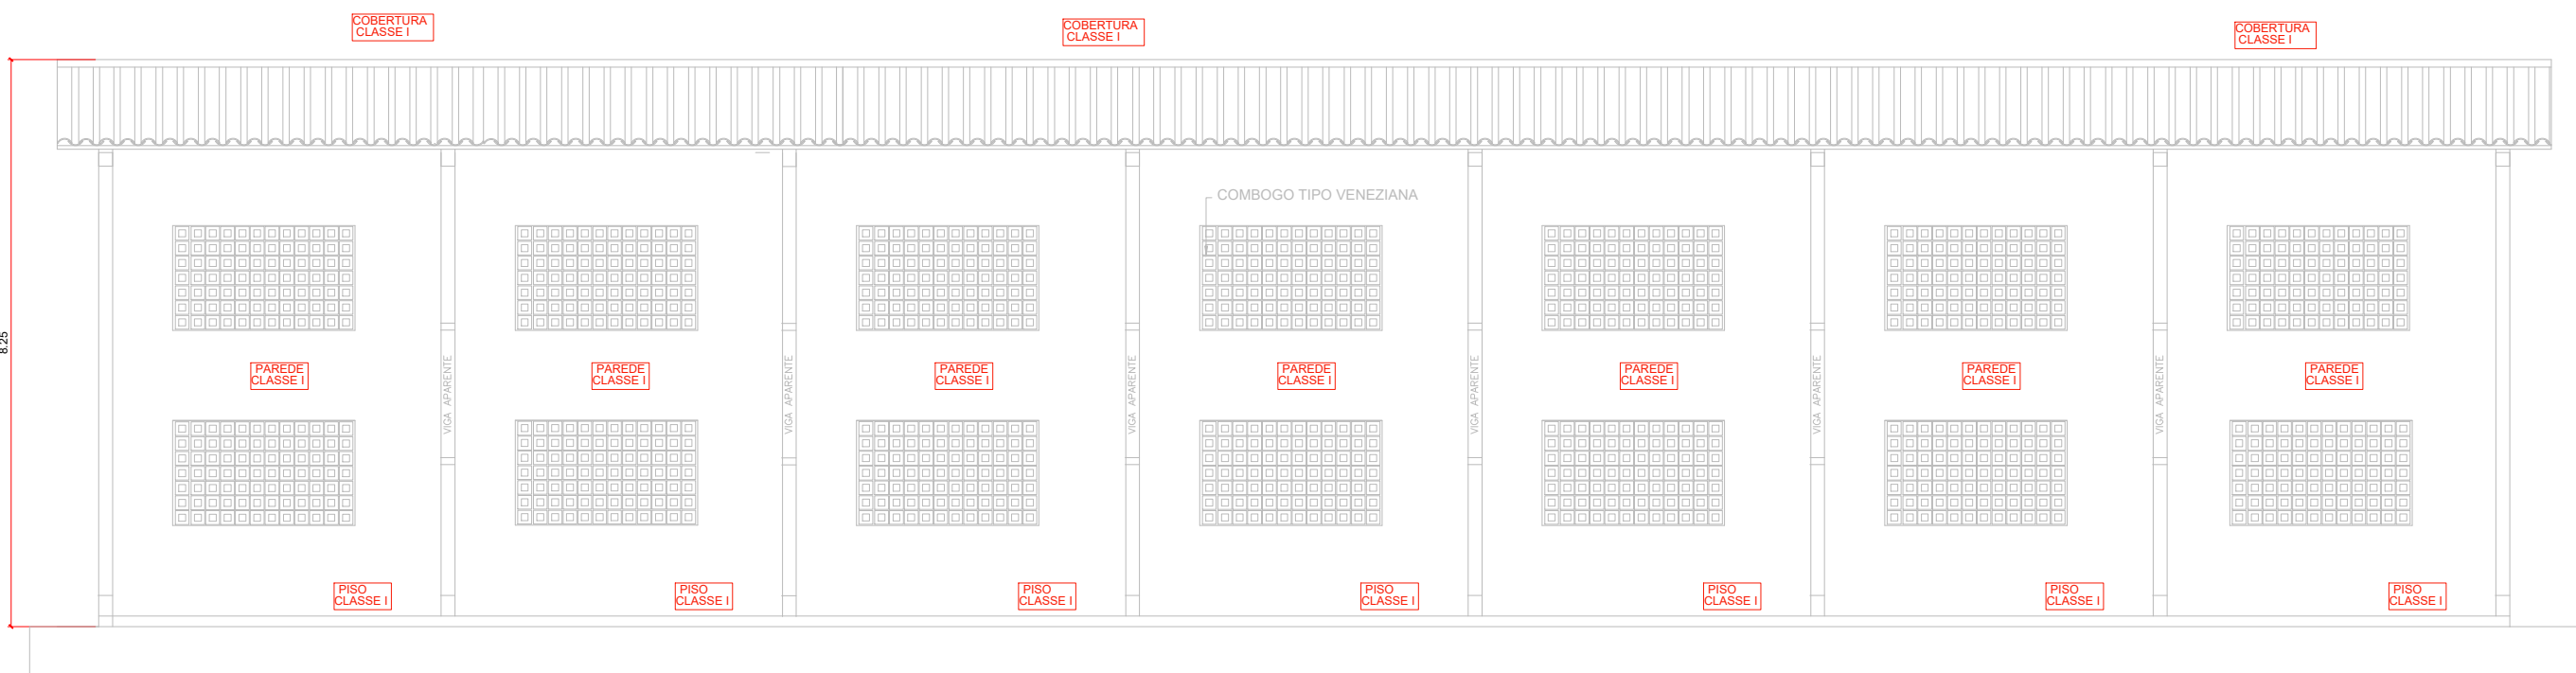 COBERTURA
CLASSE I
COBERTURA
CLASSE I
COBERTURA
CLASSE I
COMBOGO TIPO VENEZIANA
8.25
PAREDE
CLASSE I
VIGA APARENTE
PAREDE
CLASSE I
VIGA APARENTE
PAREDE
CLASSE I
VIGA APARENTE
PAREDE
CLASSE I
VIGA APARENTE
PAREDE
CLASSE I
VIGA APARENTE
PAREDE
CLASSE I
VIGA APARENTE
PAREDE
CLASSE I
PISO
CLASSE I
PISO
CLASSE I
PISO
CLASSE I
PISO
CLASSE I
PISO
CLASSE I
PISO
CLASSE I
PISO
CLASSE I